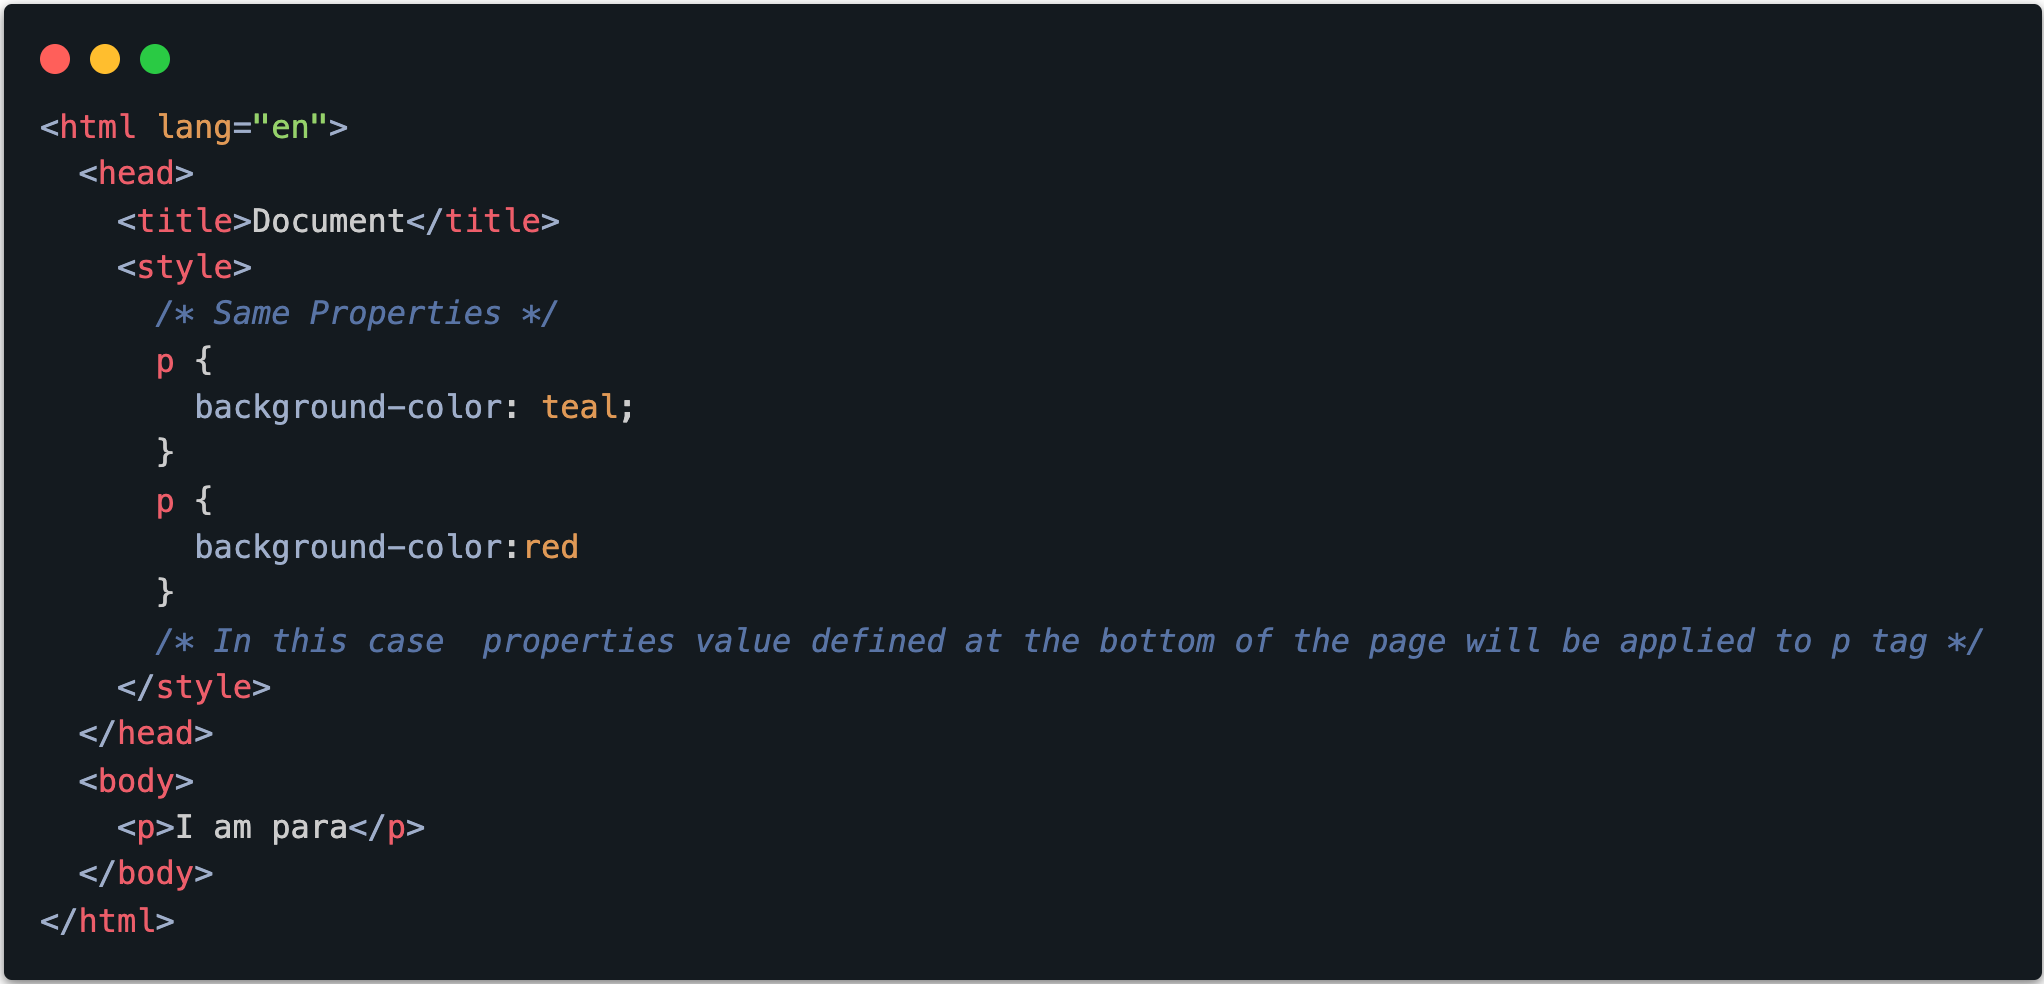 <html lang="en">
  <head>
    <title>Document</title>
    <style>
      /* Same Properties */
      p {
        background-color: teal;
      }
      p {
        background-color:red
      }
      /* In this case  properties value defined at the bottom of the page will be applied to p tag */
    </style>
  </head>
  <body>
    <p>I am para</p>
  </body>
</html>